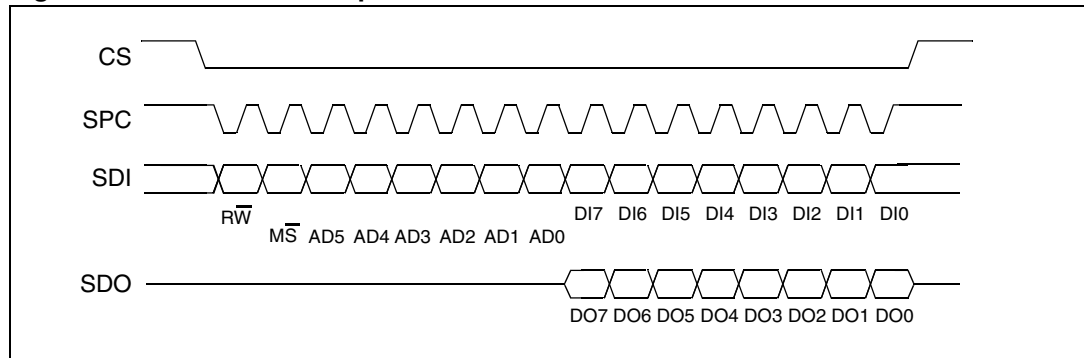 CS
SPC
SDI
DI7 DI6 DI5 DI4 DI3 DI2 DI1 DI0
RW̅
MS̅ AD5 AD4 AD3 AD2 AD1 AD0
SDO
DO7 DO6 DO5 DO4 DO3 DO2 DO1 DO0